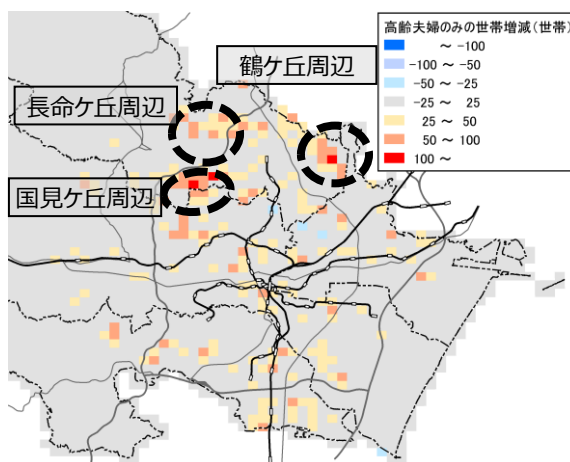 高齢夫婦のみの世帯増減(世帯)
～ -100
-100 ～ -50
-50 ～ -25
-25 ～ 25
25 ～ 50
50 ～ 100
100 ～
鶴ケ丘周辺
長命ケ丘周辺
国見ケ丘周辺